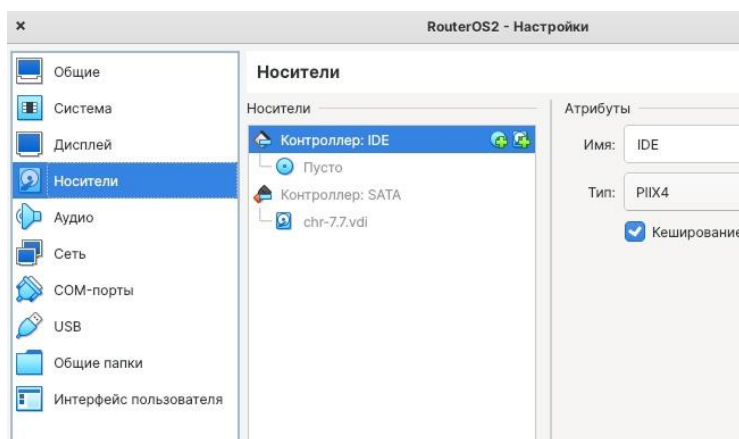 RouterOS2 - Настройки
Общие
Система
Дисплей
Носители
Аудио
Сеть
COM-порты
USB
Общие папки
Интерфейс пользователя
Носители
Носители
Контроллер: IDE
Пусто
Контроллер: SATA
chr-7.7.vdi
Атрибуты
Имя: IDE
Тип: PIIX4
Кеширование